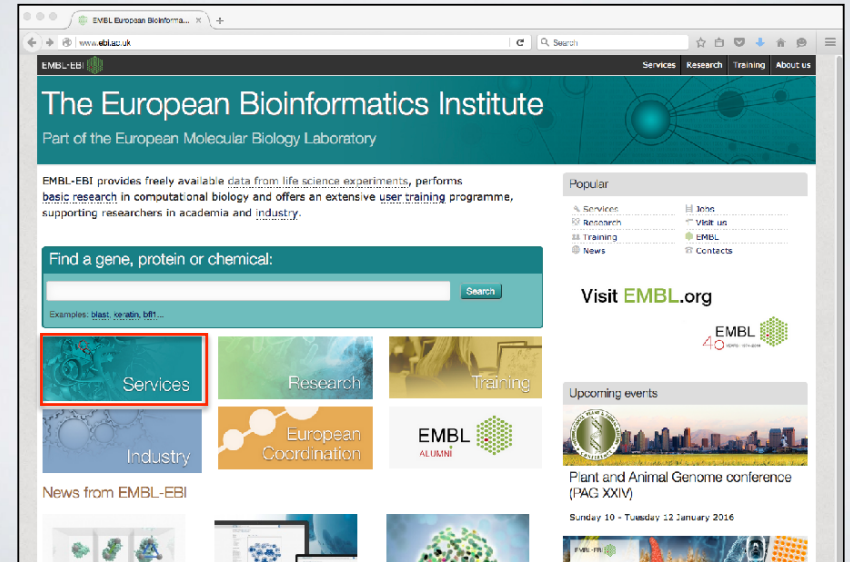 EMBL European Bioinforma...
www.ebi.ac.uk
Search
EMBL-EBI
Services Research Training About us
The European Bioinformatics Institute
Part of the European Molecular Biology Laboratory
EMBL-EBI provides freely available data from life science experiments, performs
basic research in computational biology and offers an extensive user training programme,
supporting researchers in academia and industry.
Find a gene, protein or chemical:
Search
Examples: blast, keratin, bfl1...
Services
Research
Training
Industry
European
Coordination
EMBL
ALUMNI
News from EMBL-EBI
Popular
Services
Jobs
Research
Visit us
Training
EMBL
News
Contacts
Visit EMBL.org
EMBL
40
Upcoming events
Plant and Animal Genome conference
(PAG XXIV)
Sunday 10 - Tuesday 12 January 2016
EMBL-EBI